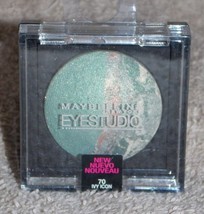 MAYBELLINE
EYESTUDIO
NEW
NUEVO
NOUVEAU
70
IVY ICON